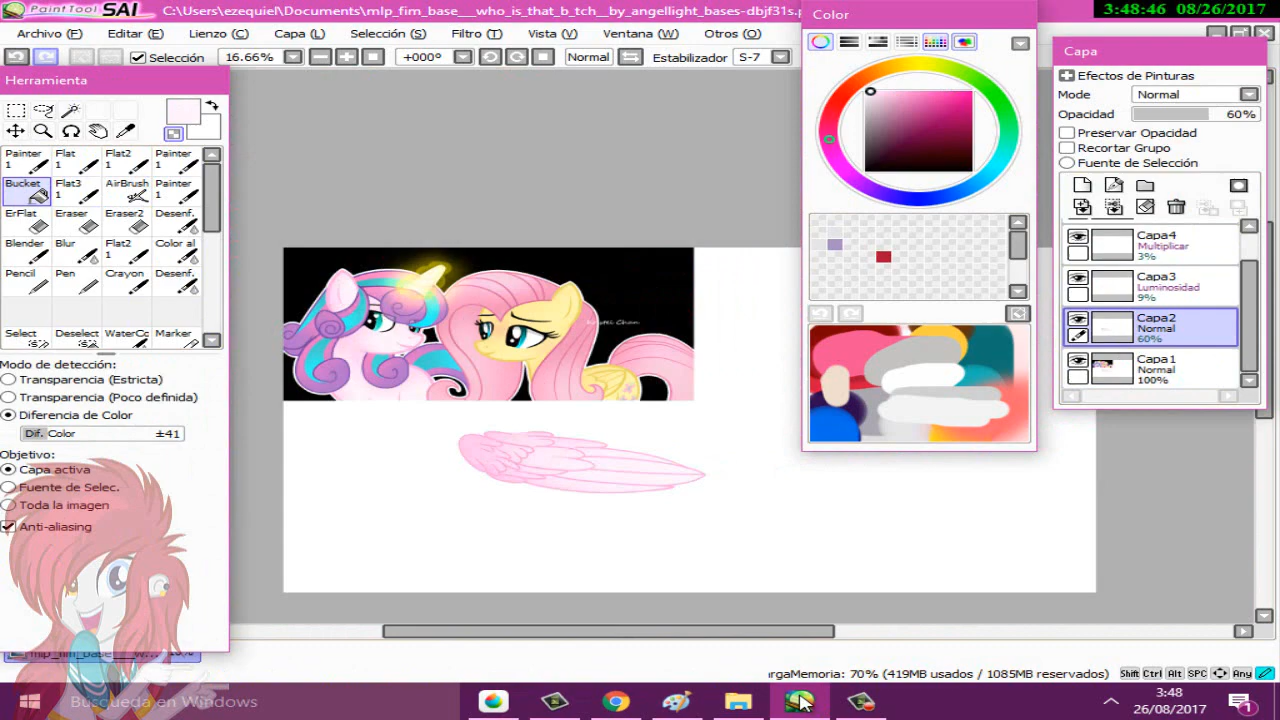 PaintTool SAI
C:\Users\ezequiel\Documents\mlp_fim_base___who_is_that_b_tch__by_angellight_bases-dbjf31s.p
3:48:46 08/26/2017
Archivo (F) Editar (E) Lienzo (C) Capa (L) Selección (S) Filtro (T) Vista (V) Ventana (W) Otros (O)
Selección 16.66% +000° Normal Estabilizador S-7
Herramienta
Painter 1 Flat 1 Flat2 Painter 1
Bucket Flat3 1 AirBrush Painter 1
ErFlat Eraser Eraser2 Desenf.
Blender Blur Flat2 1 Color al
Pencil Pen Crayon Desenf.
Select Deselect WaterCo Marker
Modo de detección:
Transparencia (Estricta)
Transparencia (Poco definida)
Diferencia de Color
Dif. Color ±41
Objetivo:
Capa activa
Fuente de Selec.
Toda la imagen
Anti-aliasing
Color
Capa
Efectos de Pinturas
Modo Normal
Opacidad 60%
Preservar Opacidad
Recortar Grupo
Fuente de Selección
Capa4
Multiplicar
3%
Capa3
Luminosidad
9%
Capa2
Normal
60%
Capa1
Normal
100%
Chan
mlp_fim_base___w...
rgaMemoria: 70% (419MB usados / 1085MB reservados)
Shift Ctrl Alt SPC Any
Búsqueda en Windows
3:48
26/08/2017
1